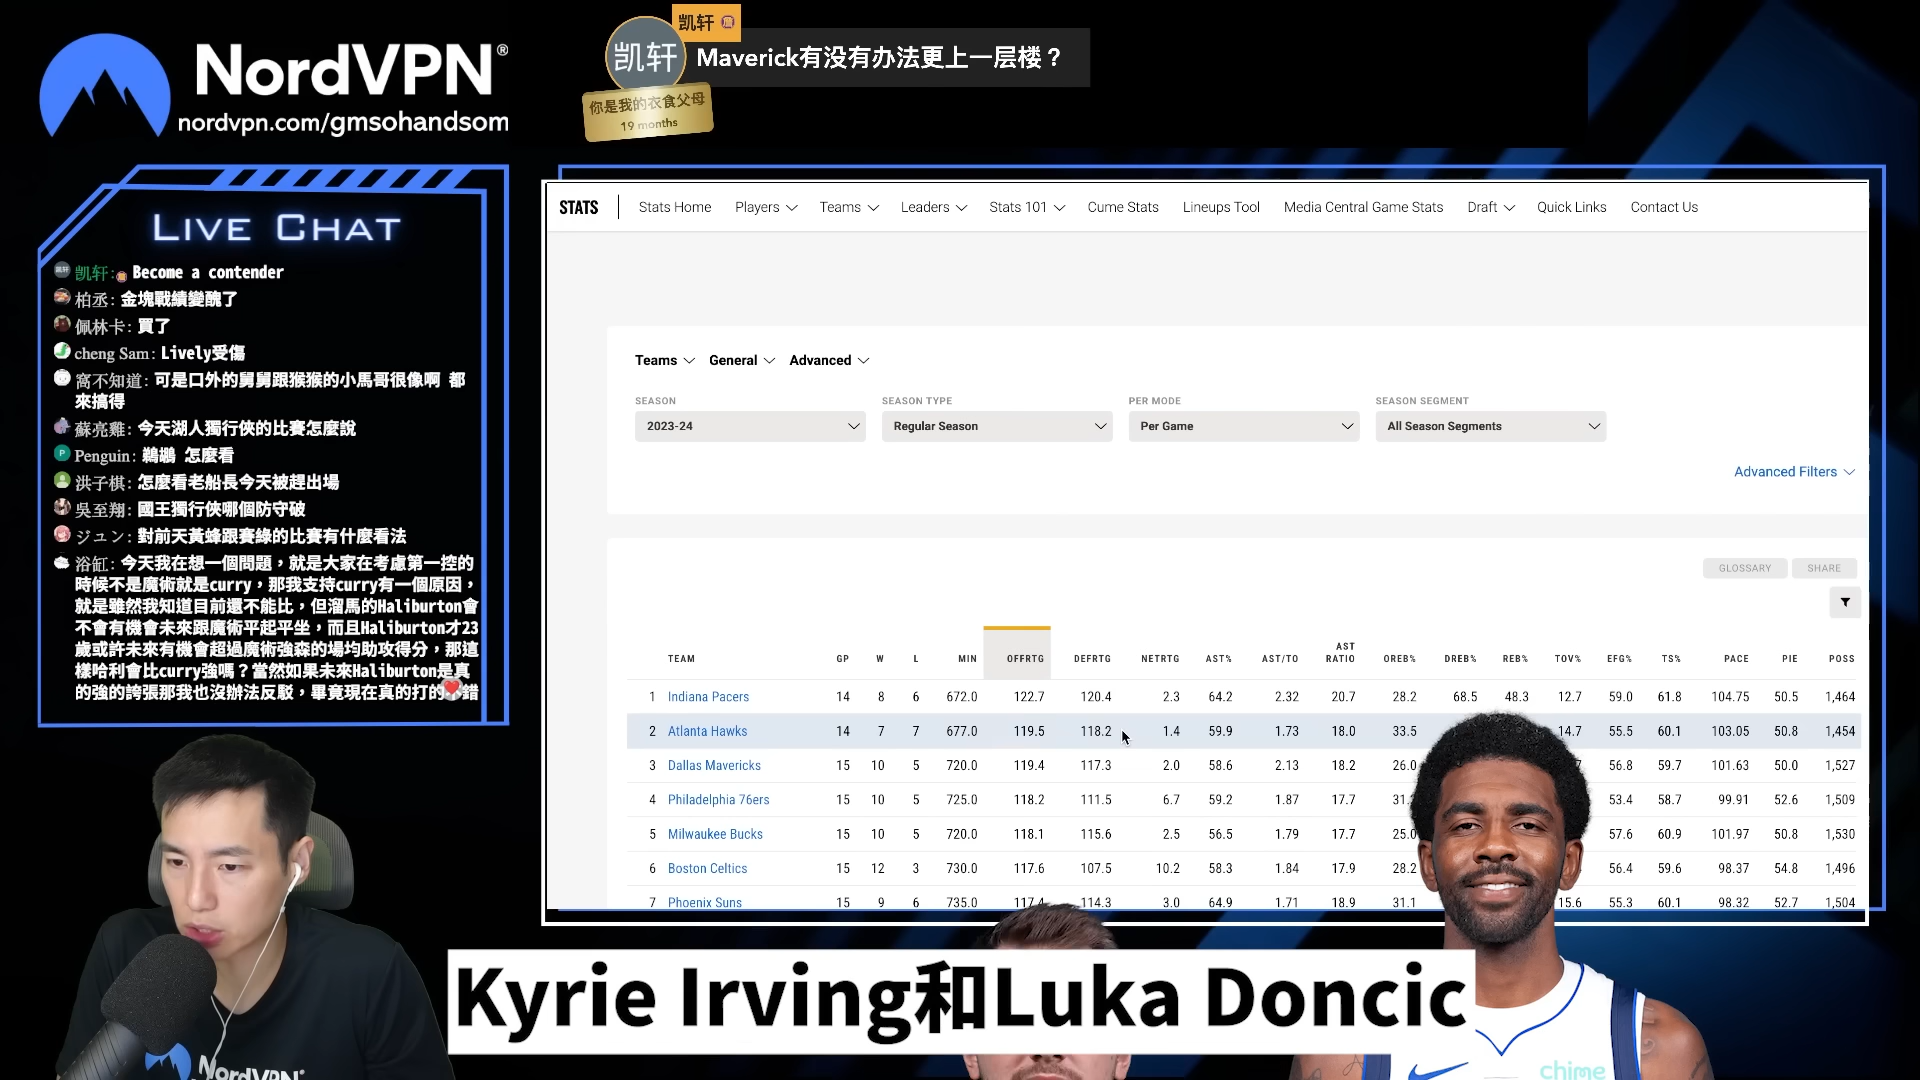 NordVPN®
nordvpn.com/gmsohandsom
凯轩
凯轩
Maverick有没有办法更上一层楼？
你是我的衣食父母
19 months
LIVE CHAT
凯轩: Become a contender
柏丞: 金塊戰績變醜了
佩林卡: 買了
cheng Sam: Lively受傷
窩不知道: 可是口外的舅舅跟猴猴的小馬哥很像啊 都
來搞得
蘇亮雞: 今天湖人獨行俠的比賽怎麼說
Penguin: 鵜鶘 怎麼看
洪子棋: 怎麼看老船長今天被趕出場
吳至翔: 國王獨行俠哪個防守破
ジュン: 對前天黃蜂跟賽綠的比賽有什麼看法
浴缸: 今天我在想一個問題，就是大家在考慮第一控的
時候不是魔術就是curry，那我支持curry有一個原因，
就是雖然我知道目前還不能比，但溜馬的Haliburton會
不會有機會未來跟魔術平起平坐，而且Haliburton才23
歲或許未來有機會超過魔術強森的場均助攻得分，那這
樣哈利會比curry強嗎？當然如果未來Haliburton是真
的強的誇張那我也沒辦法反駁，畢竟現在真的打的 錯
STATS Stats Home Players Teams Leaders Stats 101 Cume Stats Lineups Tool Media Central Game Stats Draft Quick Links Contact Us
Teams General Advanced
SEASON SEASON TYPE PER MODE SEASON SEGMENT
2023-24 Regular Season Per Game All Season Segments
Advanced Filters
GLOSSARY SHARE
TEAM GP W L MIN OFFRTG DEFRTG NETRTG AST% AST/TO AST RATIO OREB% DREB% REB% TOV% EFG% TS% PACE PIE POSS
1 Indiana Pacers 14 8 6 672.0 122.7 120.4 2.3 64.2 2.32 20.7 28.2 68.5 48.3 12.7 59.0 61.8 104.75 50.5 1,464
2 Atlanta Hawks 14 7 7 677.0 119.5 118.2 1.4 59.9 1.73 18.0 33.5 14.7 55.5 60.1 103.05 50.8 1,454
3 Dallas Mavericks 15 10 5 720.0 119.4 117.3 2.0 58.6 2.13 18.2 26.0 56.8 59.7 101.63 50.0 1,527
4 Philadelphia 76ers 15 10 5 725.0 118.2 111.5 6.7 59.2 1.87 17.7 31. 53.4 58.7 99.91 52.6 1,509
5 Milwaukee Bucks 15 10 5 720.0 118.1 115.6 2.5 56.5 1.79 17.7 25.0 57.6 60.9 101.97 50.8 1,530
6 Boston Celtics 15 12 3 730.0 117.6 107.5 10.2 58.3 1.84 17.9 28.2 56.4 59.6 98.37 54.8 1,496
7 Phoenix Suns 15 9 6 735.0 117.4 114.3 3.0 64.9 1.71 18.9 31.1 15.6 55.3 60.1 98.32 52.7 1,504
Kyrie Irving和Luka Doncic
NordVPN
chime